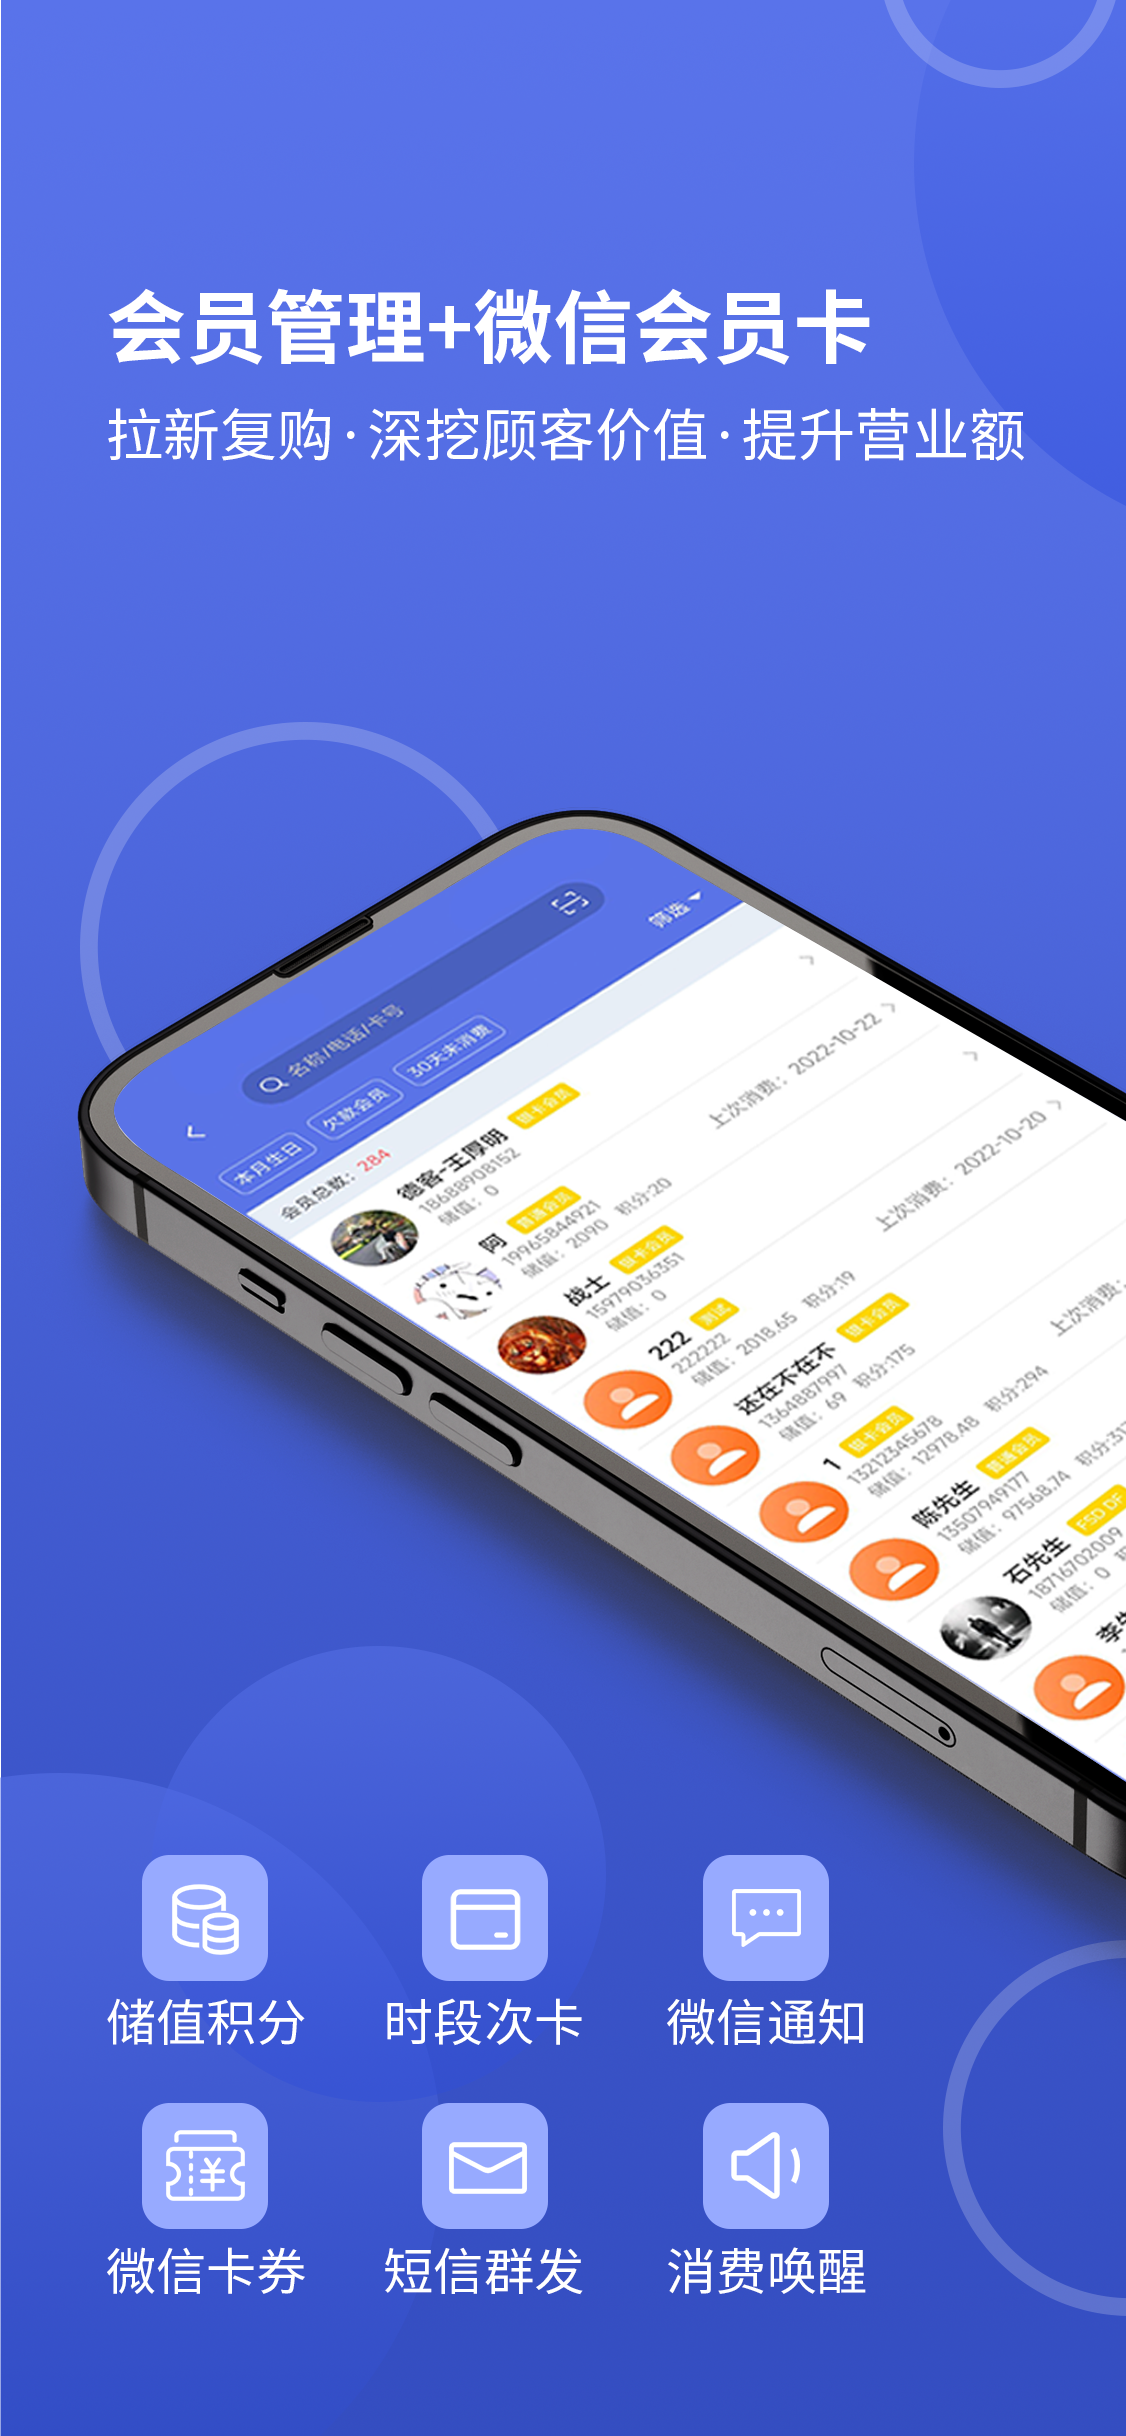 会员管理+微信会员卡
拉新复购·深挖顾客价值·提升营业额
筛选
名称/电话/卡号
本月生日 欠款会员 30天未消费
会员总数：284
德客-王厚明 银卡会员
18688908152
储值：0
阿 普通会员
19965844921
储值：2090 积分:20
上次消费：2022-10-22
战士 银卡会员
15979036351
储值：0
222 测试
222222
储值：2018.65 积分:19
上次消费：2022-10-20
还在不在不 银卡会员
1364887997
储值：69 积分:175
1 银卡会员
13212345678
储值：12978.48 积分:294
上次消费：
陈先生 普通会员
13507949177
储值：97568.74 积分:
石先生 FSD DF
18716702009
储值：0
李
储值积分 时段次卡 微信通知
微信卡券 短信群发 消费唤醒